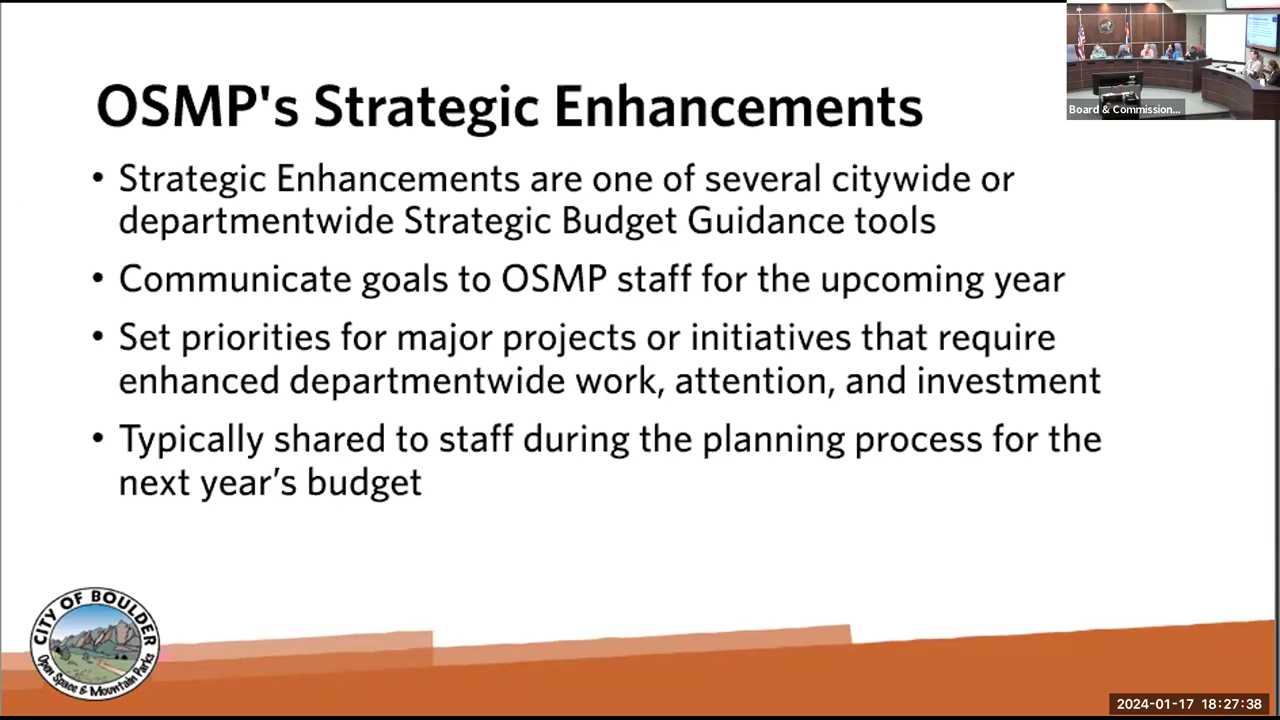 OSMP's Strategic Enhancements
• Strategic Enhancements are one of several citywide or
departmentwide Strategic Budget Guidance tools
• Communicate goals to OSMP staff for the upcoming year
• Set priorities for major projects or initiatives that require
enhanced departmentwide work, attention, and investment
• Typically shared to staff during the planning process for the
next year’s budget
Board & Commission...
CITY OF BOULDER
Open Space & Mountain Parks
2024-01-17 18:27:38